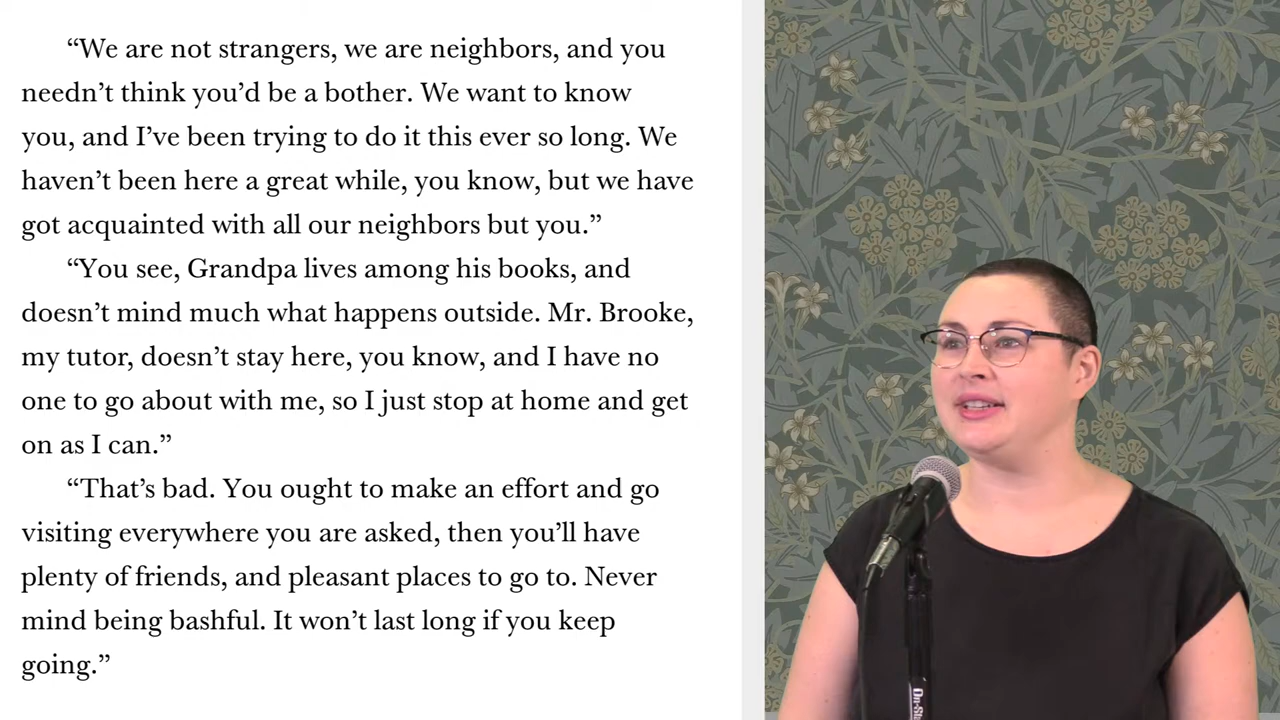 “We are not strangers, we are neighbors, and you
needn’t think you’d be a bother. We want to know
you, and I’ve been trying to do it this ever so long. We
haven’t been here a great while, you know, but we have
got acquainted with all our neighbors but you.”
“You see, Grandpa lives among his books, and
doesn’t mind much what happens outside. Mr. Brooke,
my tutor, doesn’t stay here, you know, and I have no
one to go about with me, so I just stop at home and get
on as I can.”
“That’s bad. You ought to make an effort and go
visiting everywhere you are asked, then you’ll have
plenty of friends, and pleasant places to go to. Never
mind being bashful. It won’t last long if you keep
going.”